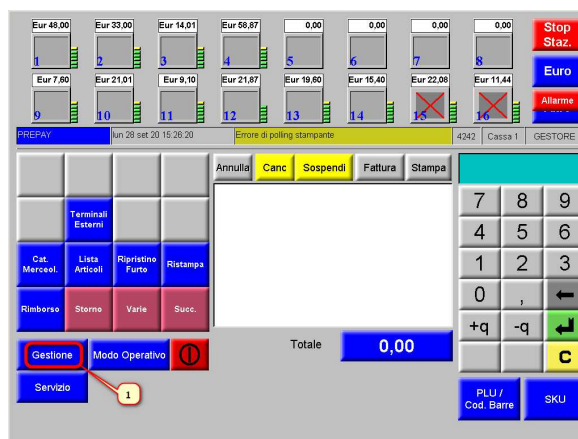 Eur 48,00 Eur 33,00 Eur 14,01 Eur 58,87 0,00 0,00 0,00 0,00 Stop
Staz.
1 2 3 4 5 6 7 8
Euro
Eur 7,60 Eur 21,01 Eur 9,10 Eur 21,87 Eur 19,60 Eur 15,40 Eur 22,08 Eur 11,44
Allarme
9 10 11 12 13 14 15 16
PREPAY lun 28 set 20 15:26:20 Errore di polling stampante 4242 Cassa 1 GESTORE
Annulla Canc Sospendi Fattura Stampa
7 8 9
Terminali
Esterni
4 5 6
Cat.
Merceol.
Lista
Articoli
Ripristino
Furto
Ristampa
1 2 3
0 ,
Rimborso Storno Varie Succ.
+q -q
Totale 0,00
C
Gestione Modo Operativo
Servizio
1
PLU /
Cod. Barre
SKU